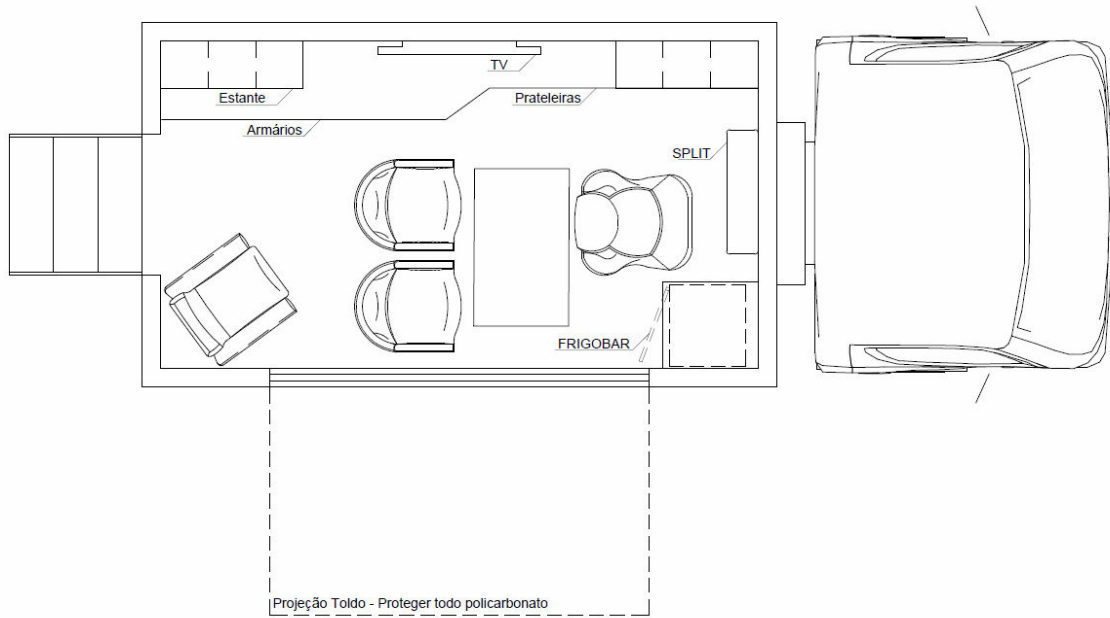 TV
Estante
Prateleiras
Armários
SPLIT
FRIGOBAR
Projeção Toldo - Proteger todo policarbonato